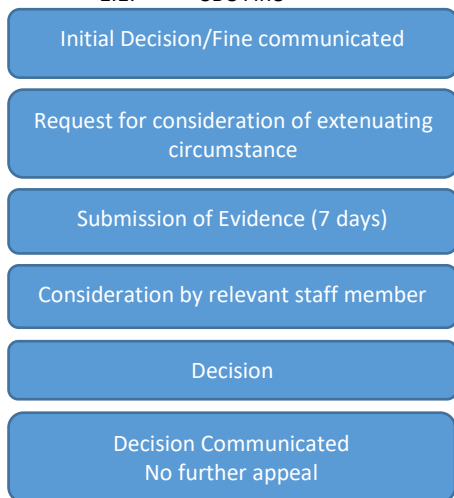 Initial Decision/Fine communicated
Request for consideration of extenuating
circumstance
Submission of Evidence (7 days)
Consideration by relevant staff member
Decision
Decision Communicated
No further appeal